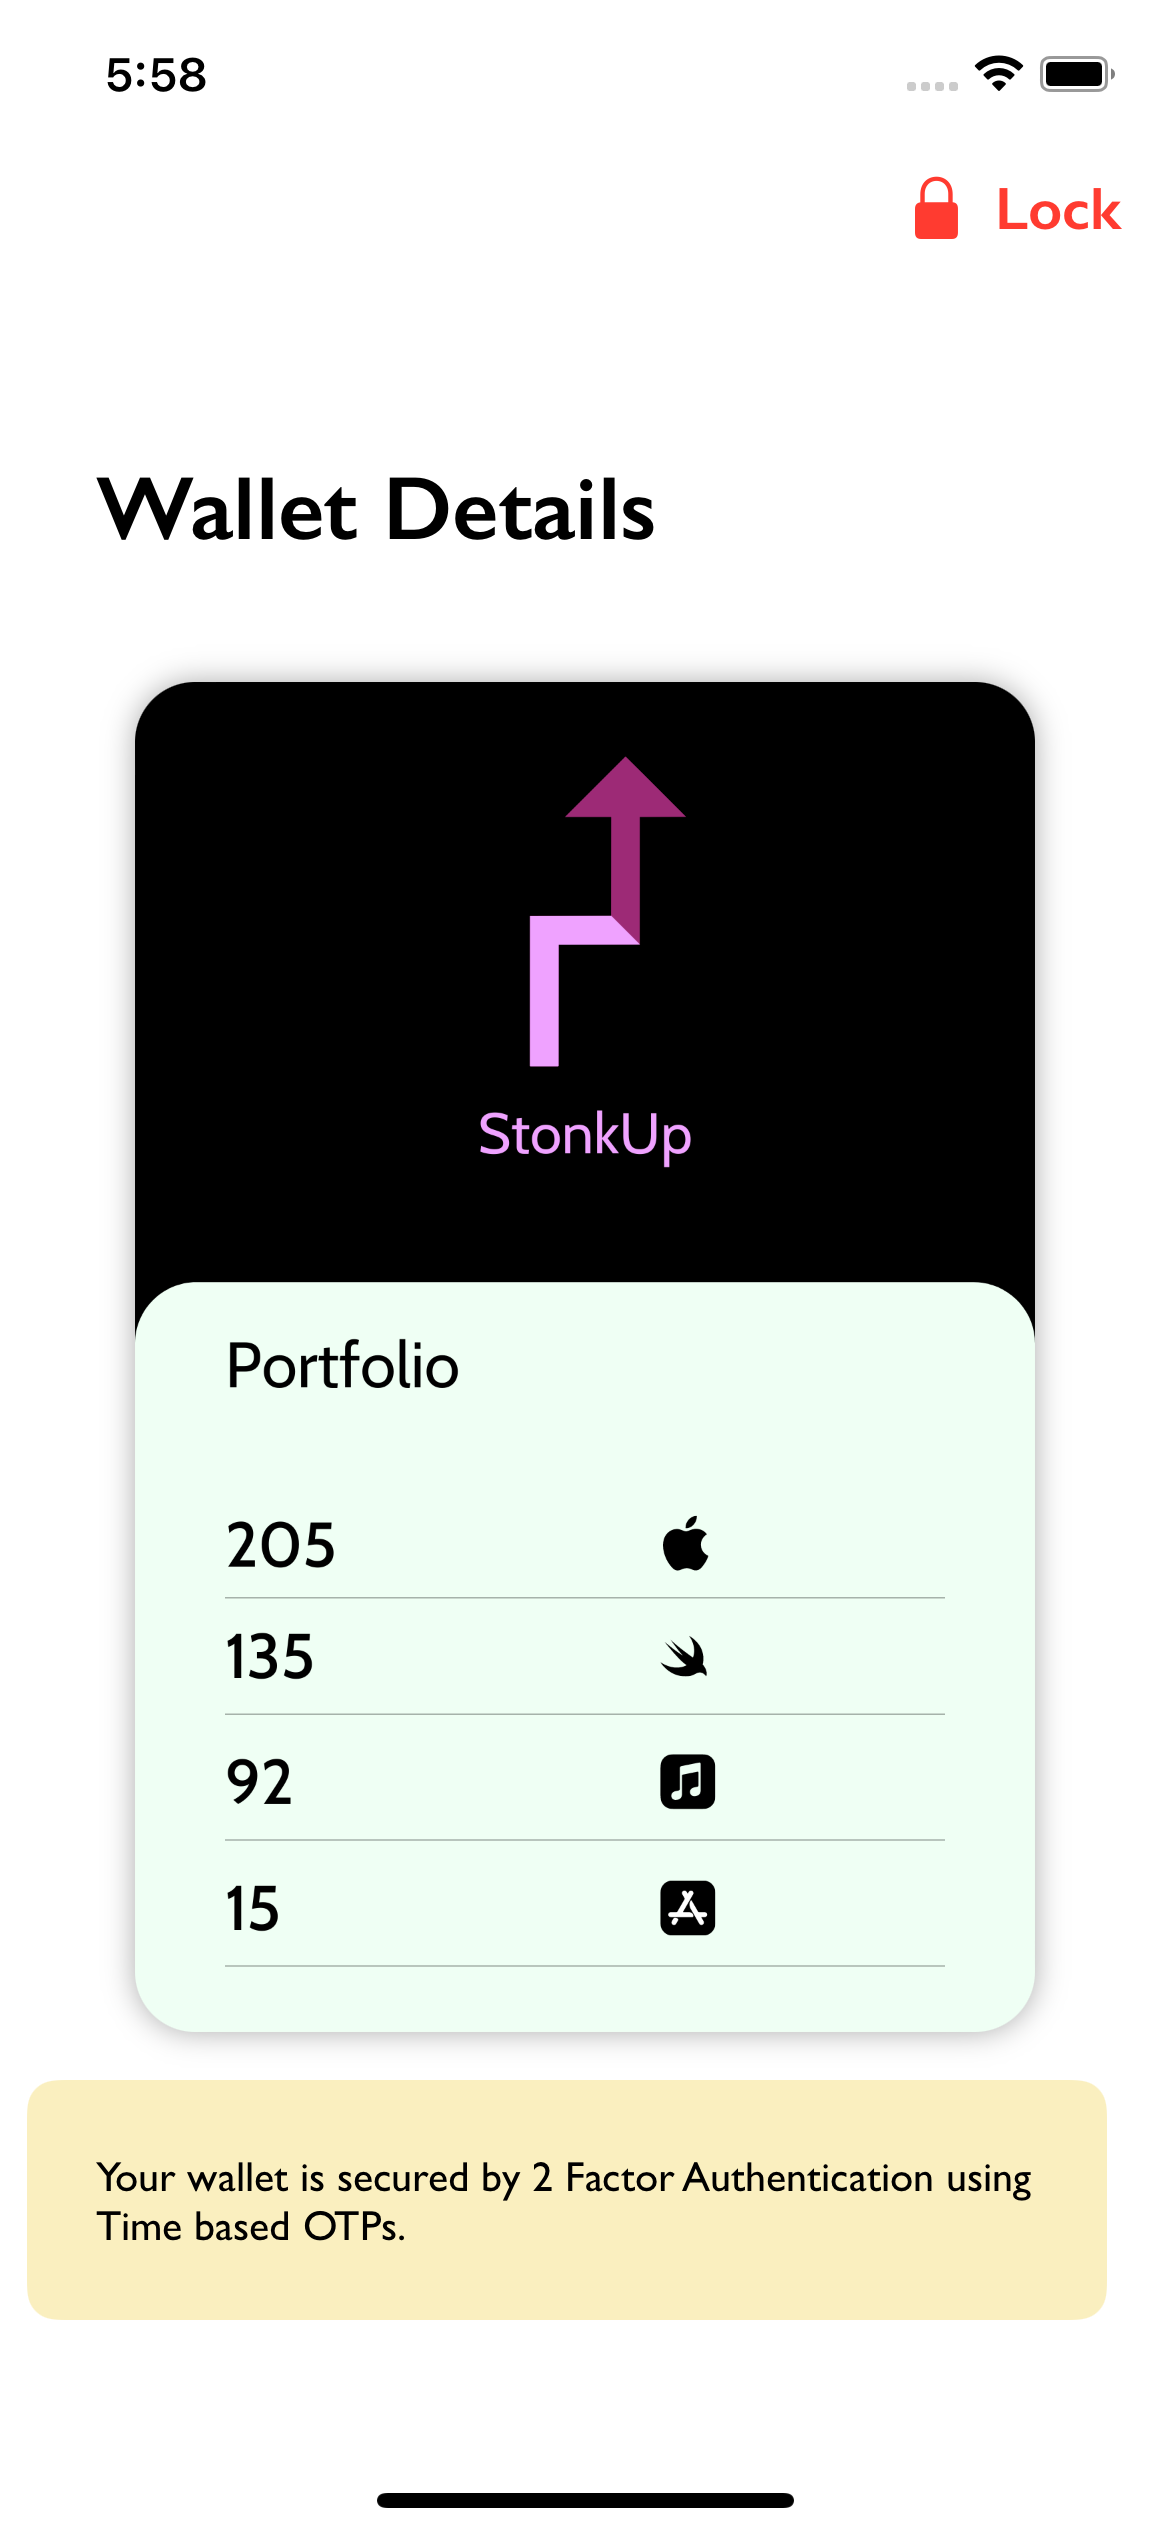 5:58
Lock
Wallet Details
StonkUp
Portfolio
205
135
92
15
Your wallet is secured by 2 Factor Authentication using
Time based OTPs.